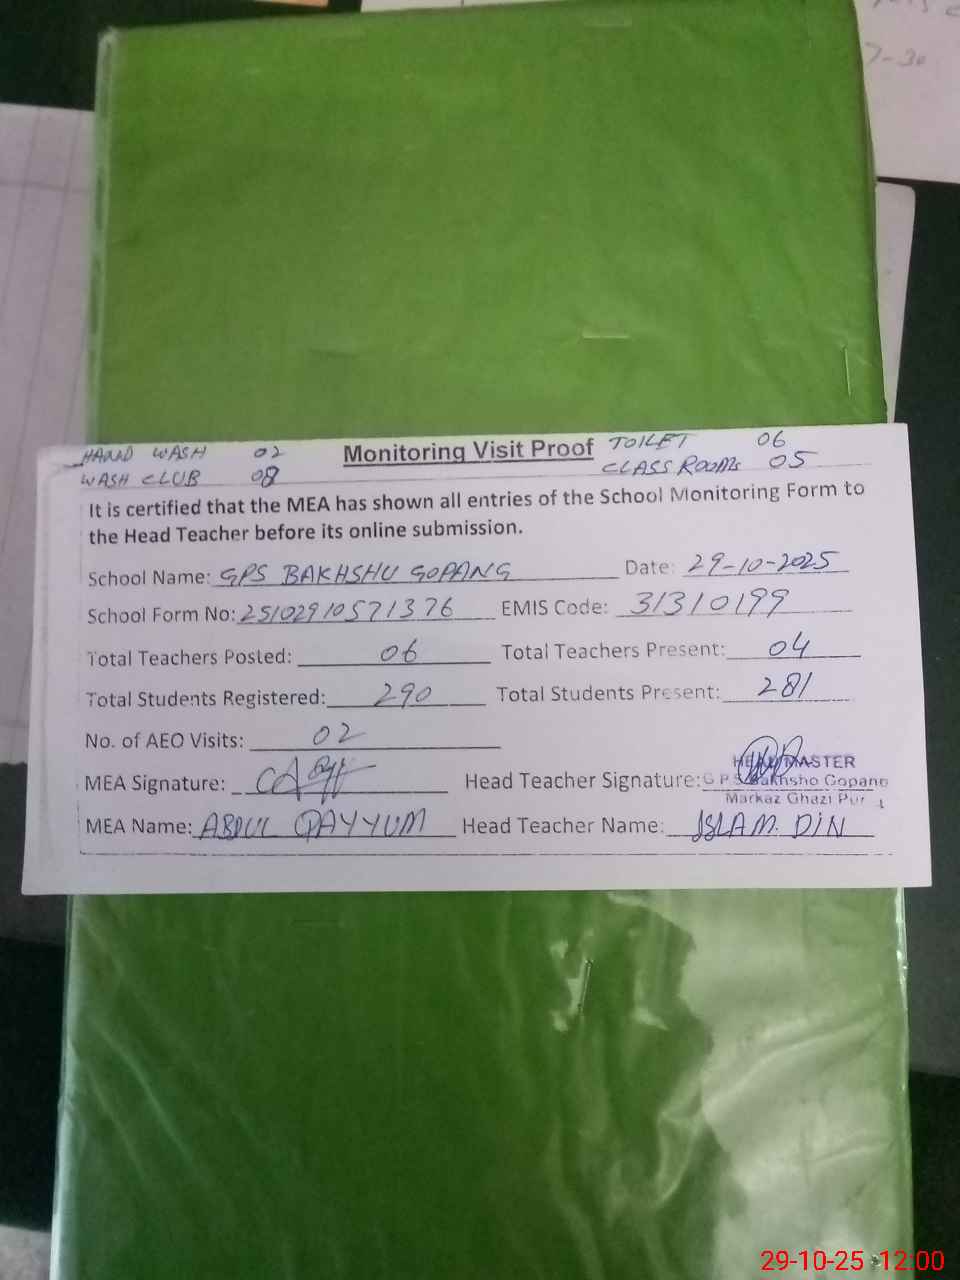 HAND WASH 02 Monitoring Visit Proof TOILET 06
WASH CLUB 08 CLASS ROOMS 05
It is certified that the MEA has shown all entries of the School Monitoring Form to
the Head Teacher before its online submission.
School Name: GPS BAKHSHU GOPANG Date: 29-10-2025
School Form No: 25102910571376 EMIS Code: 31310199
Total Teachers Posted: 06 Total Teachers Present: 04
Total Students Registered: 290 Total Students Present: 281
No. of AEO Visits: 02
HEAD MASTER
MEA Signature: Head Teacher Signature: G P S Bakhsho Gopang
Markaz Ghazi Pur
MEA Name: ABDUL QAYYUM Head Teacher Name: ISLAM DIN
29-10-25 12:00